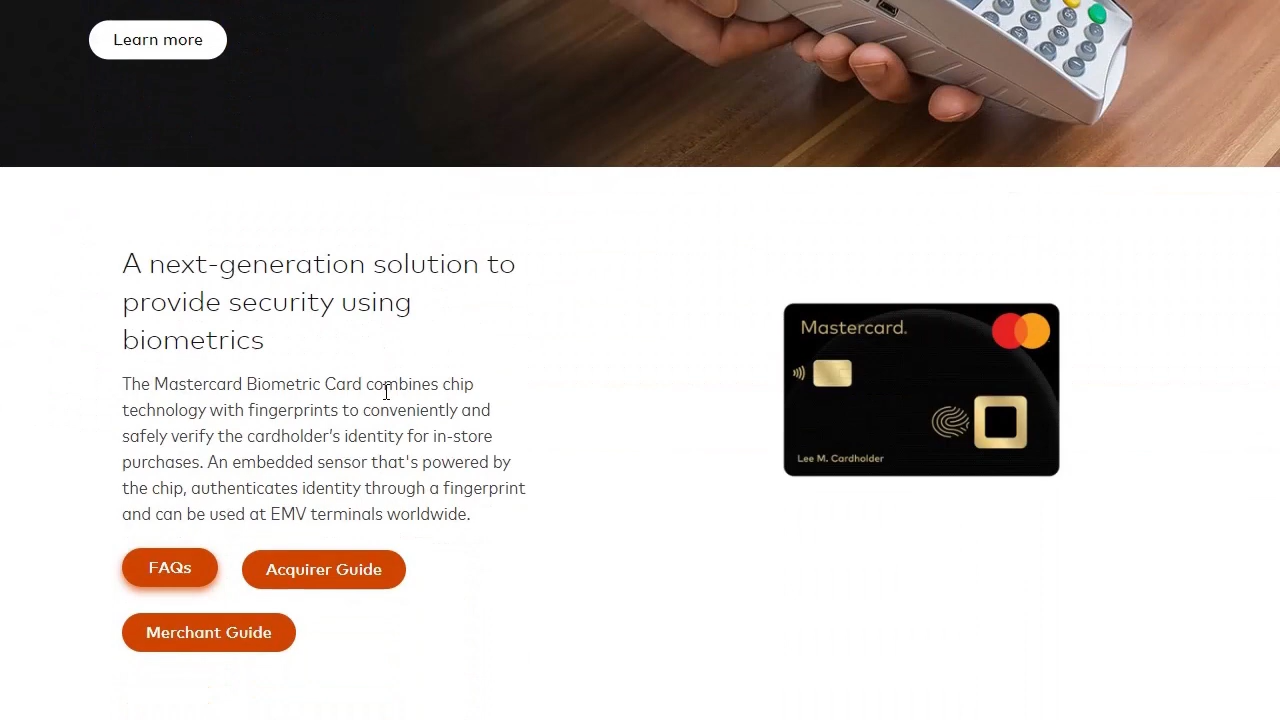 Learn more
A next-generation solution to
provide security using
biometrics
The Mastercard Biometric Card combines chip
technology with fingerprints to conveniently and
safely verify the cardholder’s identity for in-store
purchases. An embedded sensor that's powered by
the chip, authenticates identity through a fingerprint
and can be used at EMV terminals worldwide.
FAQs
Acquirer Guide
Merchant Guide
Mastercard.
Lee M. Cardholder